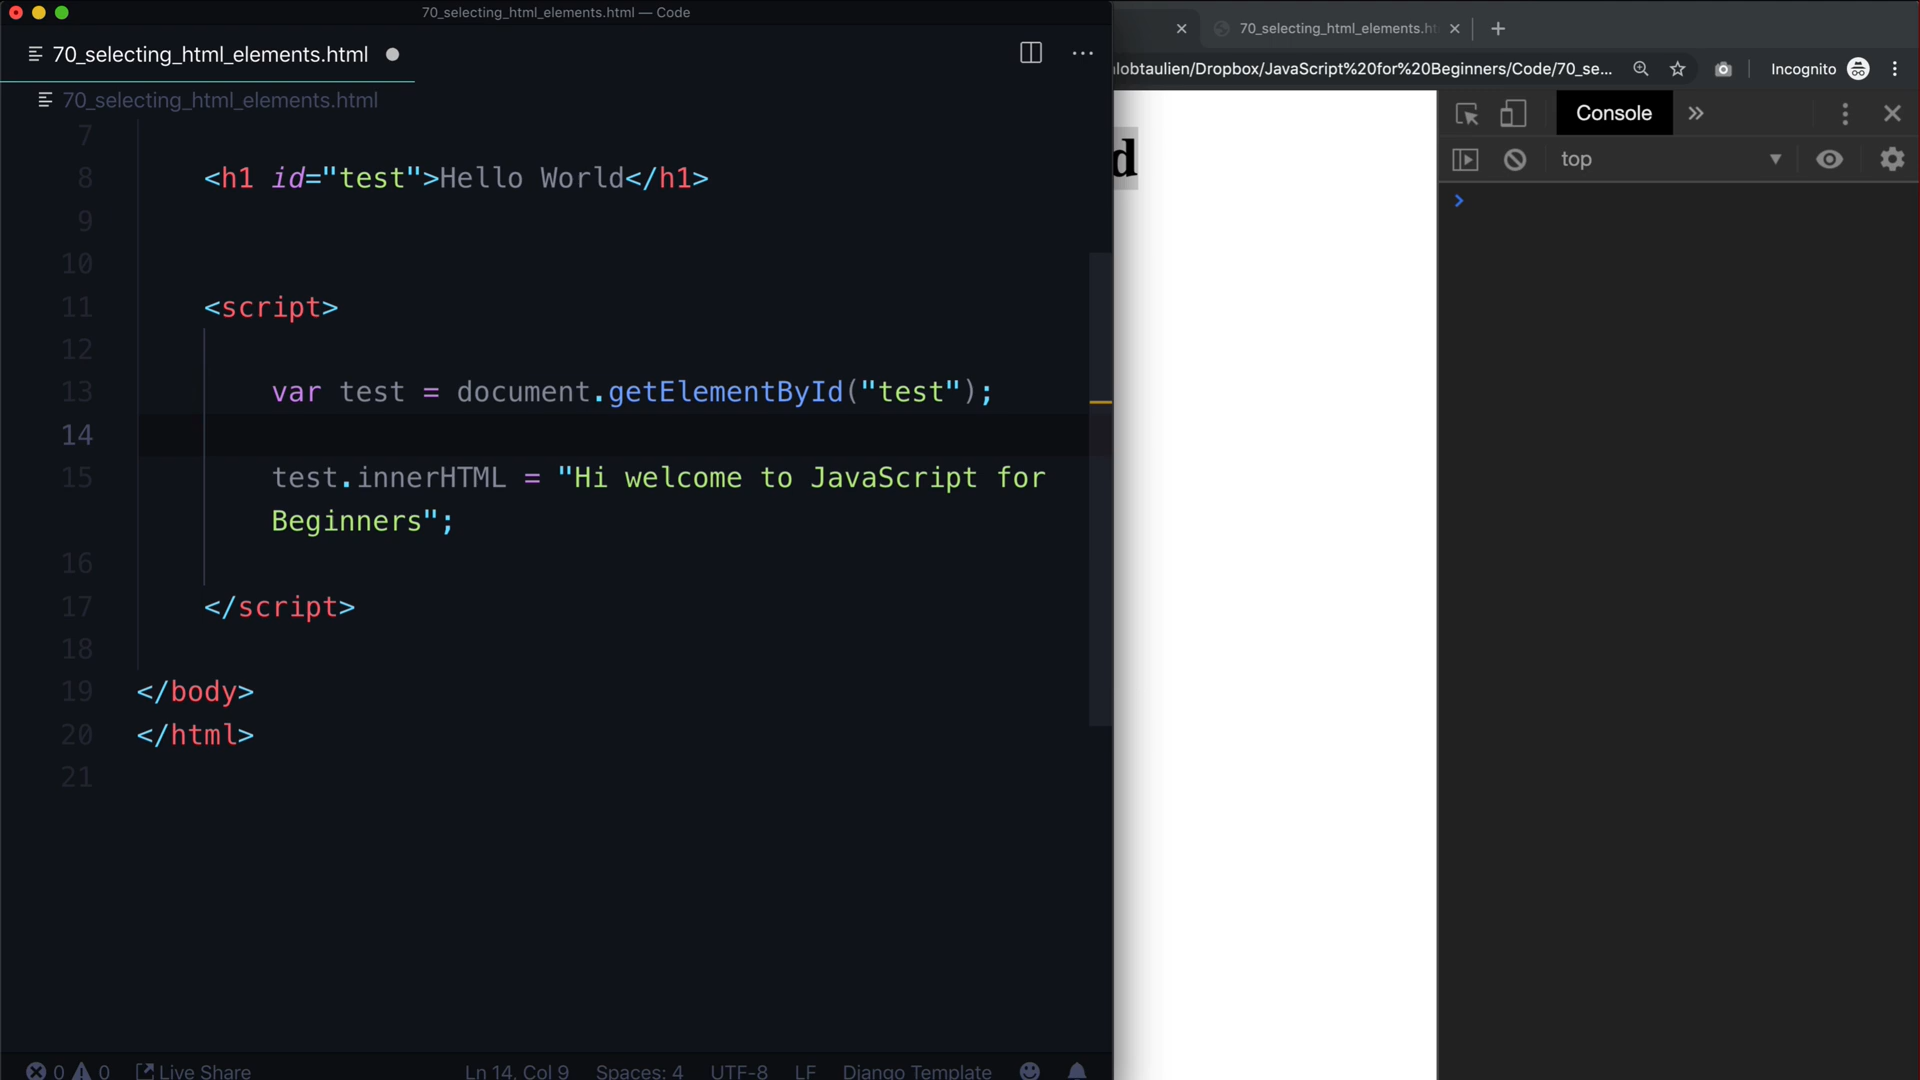 70_selecting_html_elements.html — Code
70_selecting_html_elements.html
70_selecting_html_elements.html
7
8 <h1 id="test">Hello World</h1>
9
10
11 <script>
12
13 var test = document.getElementById("test");
14
15 test.innerHTML = "Hi welcome to JavaScript for
Beginners";
16
17 </script>
18
19 </body>
20 </html>
21
0 0 Live Share Ln 14, Col 9 Spaces: 4 UTF-8 LF Django Template
70_selecting_html_elements.ht
lobtaulien/Dropbox/JavaScript%20for%20Beginners/Code/70_se... Incognito
d
Console
top